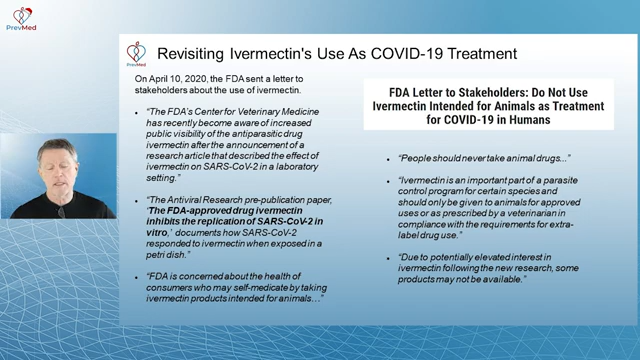 PrevMed
PrevMed
Revisiting Ivermectin's Use As COVID-19 Treatment
On April 10, 2020, the FDA sent a letter to
stakeholders about the use of ivermectin.
• “The FDA’s Center for Veterinary Medicine
has recently become aware of increased
public visibility of the antiparasitic drug
ivermectin after the announcement of a
research article that described the effect of
ivermectin on SARS-CoV-2 in a laboratory
setting.”
• “The Antiviral Research pre-publication paper,
‘The FDA-approved drug ivermectin
inhibits the replication of SARS-CoV-2 in
vitro,’ documents how SARS-CoV-2
responded to ivermectin when exposed in a
petri dish.”
• “FDA is concerned about the health of
consumers who may self-medicate by taking
ivermectin products intended for animals…”
FDA Letter to Stakeholders: Do Not Use
Ivermectin Intended for Animals as Treatment
for COVID-19 in Humans
• “People should never take animal drugs...”
• “Ivermectin is an important part of a parasite
control program for certain species and
should only be given to animals for approved
uses or as prescribed by a veterinarian in
compliance with the requirements for extra-
label drug use.”
• “Due to potentially elevated interest in
ivermectin following the new research, some
products may not be available.”